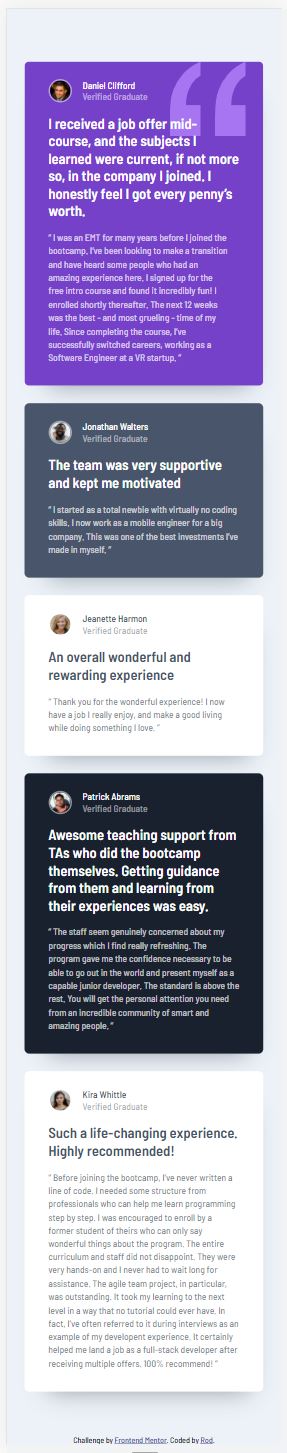 Daniel Clifford
Verified Graduate
I received a job offer mid-
course, and the subjects I
learned were current, if not more
so, in the company I joined. I
honestly feel I got every penny’s
worth.
“ I was an EMT for many years before I joined the
bootcamp. I’ve been looking to make a transition
and have heard some people who had an
amazing experience here. I signed up for the
free intro course and found it incredibly fun! I
enrolled shortly thereafter. The next 12 weeks
was the best - and most grueling - time of my
life. Since completing the course, I’ve
successfully switched careers, working as a
Software Engineer at a VR startup. ”
Jonathan Walters
Verified Graduate
The team was very supportive
and kept me motivated
“ I started as a total newbie with virtually no coding
skills. I now work as a mobile engineer for a big
company. This was one of the best investments I’ve
made in myself. ”
Jeanette Harmon
Verified Graduate
An overall wonderful and
rewarding experience
“ Thank you for the wonderful experience! I now
have a job I really enjoy, and make a good living
while doing something I love. ”
Patrick Abrams
Verified Graduate
Awesome teaching support from
TAs who did the bootcamp
themselves. Getting guidance
from them and learning from
their experiences was easy.
“ The staff seem genuinely concerned about my
progress which I find really refreshing. The
program gave me the confidence necessary to be
able to go out in the world and present myself as a
capable junior developer. The standard is above the
rest. You will get the personal attention you need
from an incredible community of smart and
amazing people. ”
Kira Whittle
Verified Graduate
Such a life-changing experience.
Highly recommended!
“ Before joining the bootcamp, I’ve never written a
line of code. I needed some structure from
professionals who can help me learn programming
step by step. I was encouraged to enroll by a
former student of theirs who can only say
wonderful things about the program. The entire
curriculum and staff did not disappoint. They were
very hands-on and I never had to wait long for
assistance. The agile team project, in particular,
was outstanding. It took my learning to the next
level in a way that no tutorial could ever have. In
fact, I’ve often referred to it during interviews as an
example of my developent experience. It certainly
helped me land a job as a full-stack developer after
receiving multiple offers. 100% recommend! ”
Challenge by Frontend Mentor. Coded by Rod.